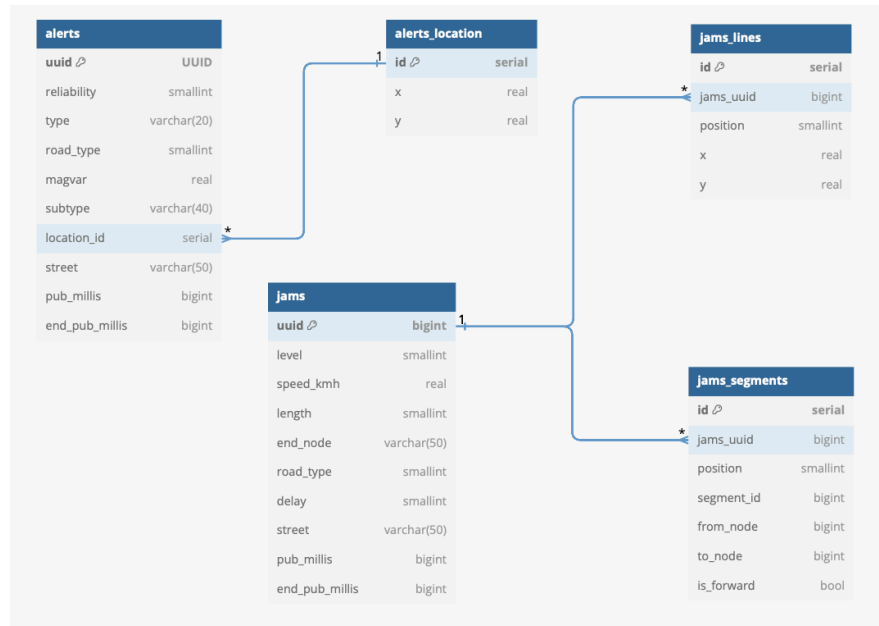 alerts
uuid UUID
reliability smallint
type varchar(20)
road_type smallint
magvar real
subtype varchar(40)
location_id serial
street varchar(50)
pub_millis bigint
end_pub_millis bigint
*
1
alerts_location
id serial
x real
y real
jams
uuid bigint
level smallint
speed_kmh real
length smallint
end_node varchar(50)
road_type smallint
delay smallint
street varchar(50)
pub_millis bigint
end_pub_millis bigint
1
*
jams_lines
id serial
jams_uuid bigint
position smallint
x real
y real
*
jams_segments
id serial
jams_uuid bigint
position smallint
segment_id bigint
from_node bigint
to_node bigint
is_forward bool